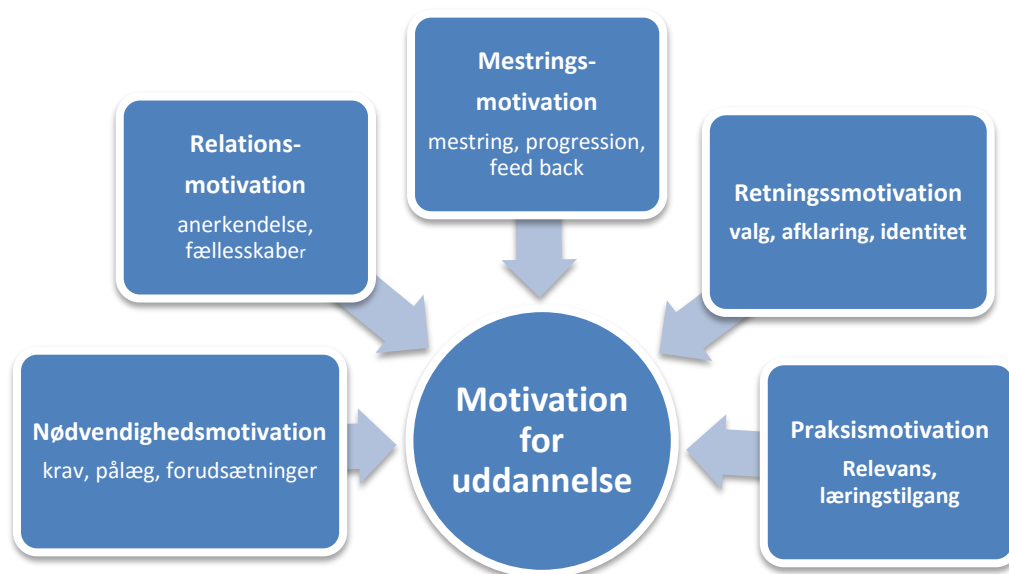 Mestrings-
motivation
mestring, progression,
feed back
Relations-
motivation
anerkendelse,
fællesskaber
Retningssmotivation
valg, afklaring, identitet
Nødvendighedsmotivation
krav, pålæg, forudsætninger
Motivation
for
uddannelse
Praksismotivation
Relevans,
læringstilgang